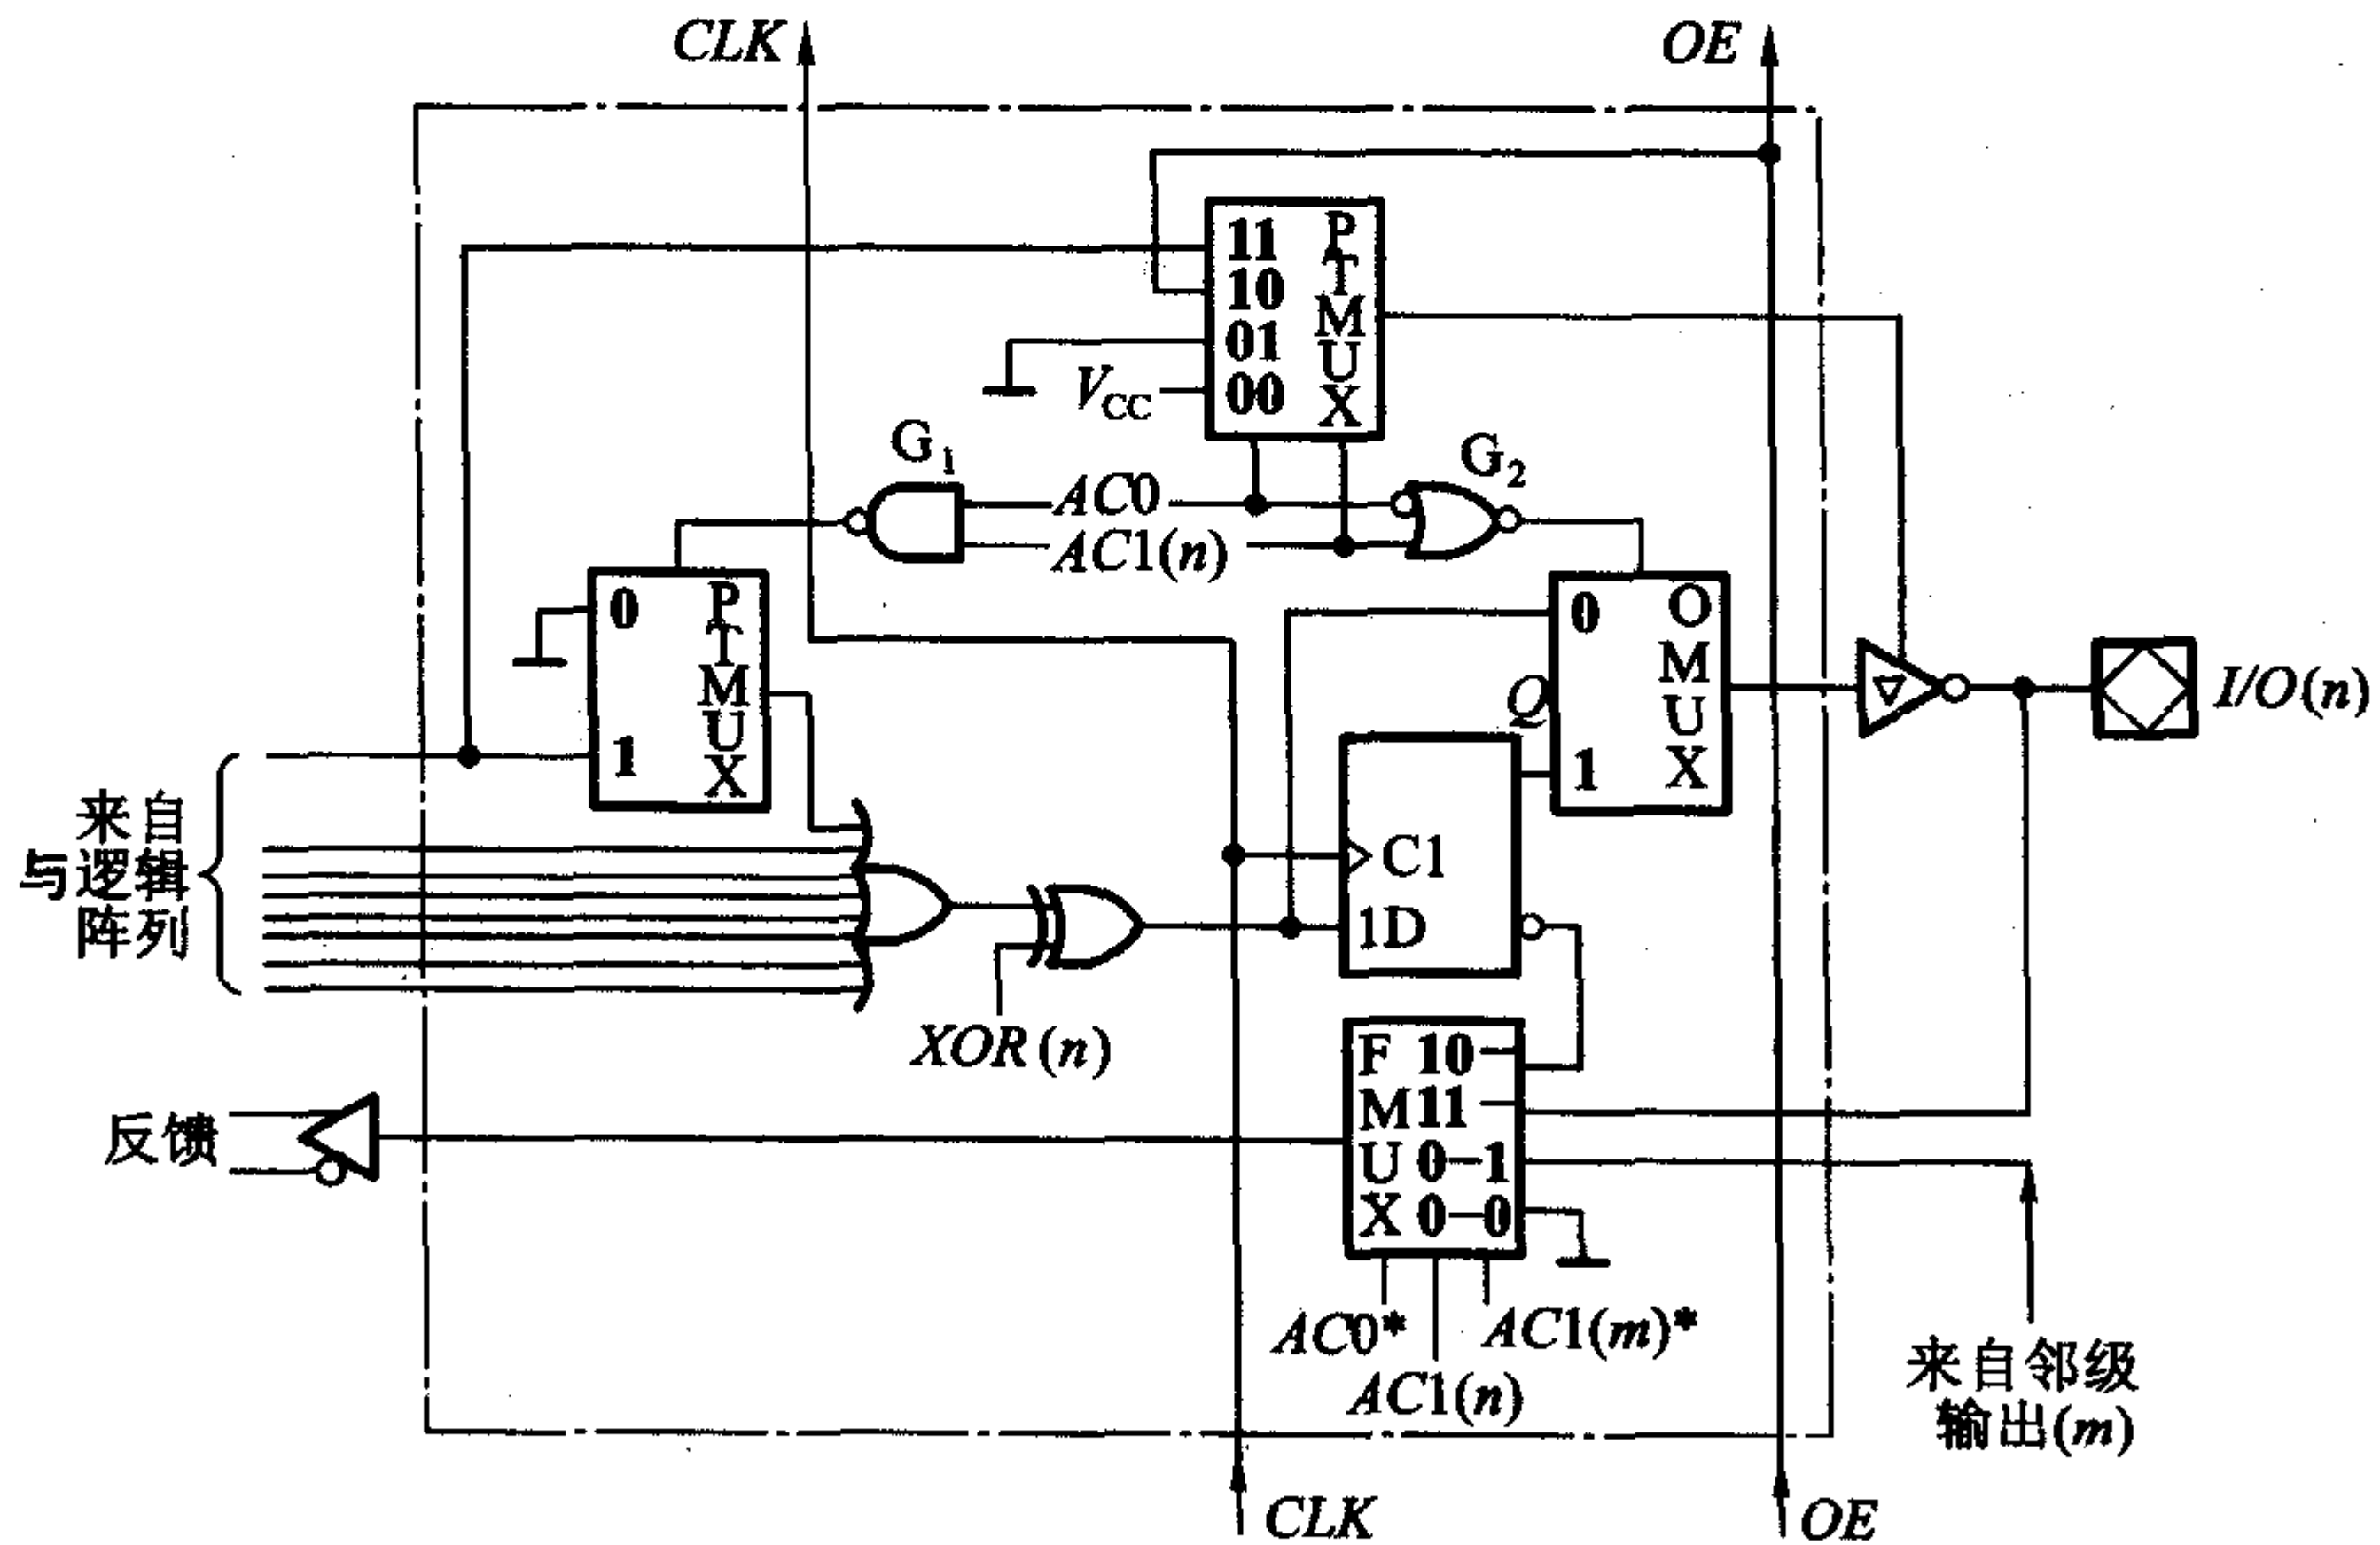 CLK
OE
11
10
01
00
PTMUX
VCC
G1
G2
AC0
AC1(n)
0
1
PTMUX
0
1
OMUX
Q
I/O(n)
来自
与逻辑
阵列
C1
1D
XOR(n)
反馈
FMUX
10
11
0-1
0-0
AC0*
AC1(m)*
AC1(n)
来自邻级
输出(m)
CLK
OE